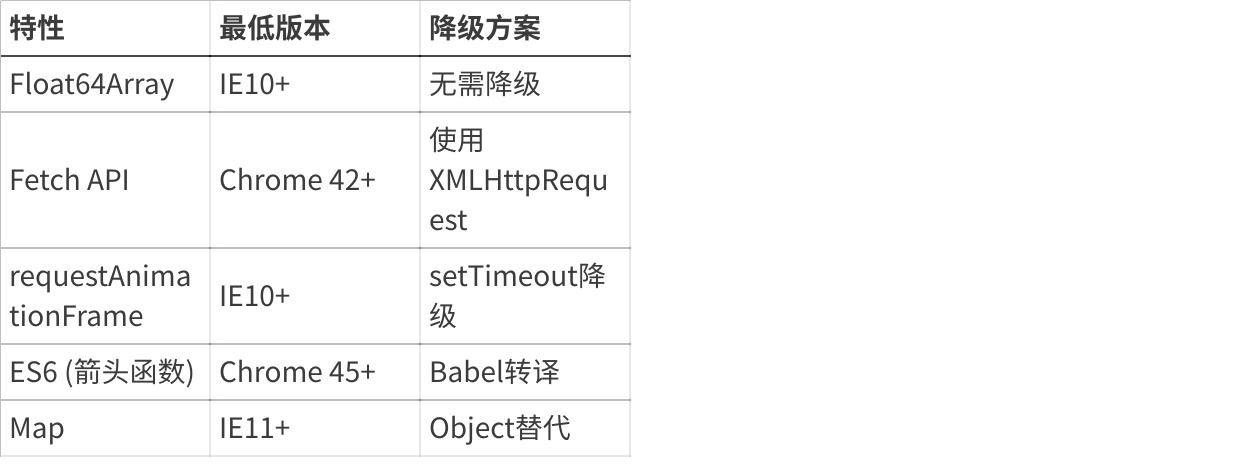 特性 最低版本 降级方案
Float64Array IE10+ 无需降级
使用
Fetch API Chrome 42+ XMLHttpRequ
est
requestAnima setTimeout降
IE10+
tionFrame 级
ES6 (箭头函数) Chrome 45+ Babel转译
Map IE11+ Object替代